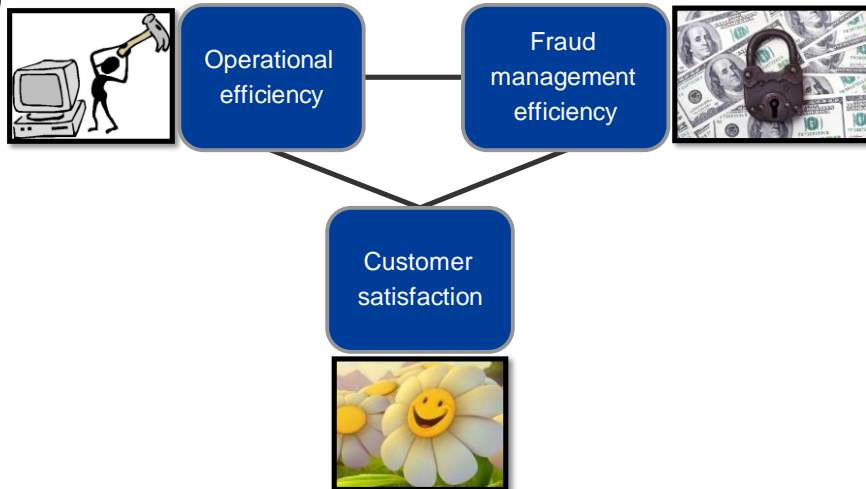 Operational
efficiency
Fraud
management
efficiency
Customer
satisfaction